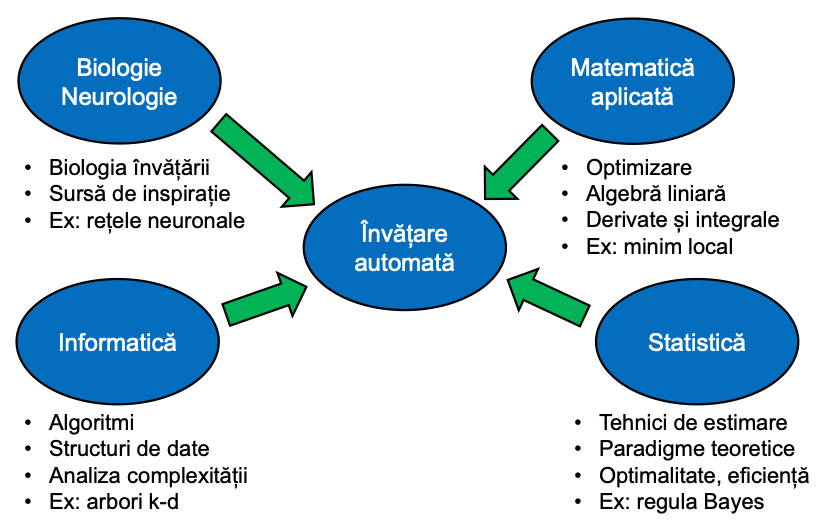 Biologie
Neurologie
• Biologia învățării
• Sursă de inspirație
• Ex: rețele neuronale
Matematică
aplicată
• Optimizare
• Algebră liniară
• Derivate și integrale
• Ex: minim local
Învățare
automată
Informatică
• Algoritmi
• Structuri de date
• Analiza complexității
• Ex: arbori k-d
Statistică
• Tehnici de estimare
• Paradigme teoretice
• Optimalitate, eficiență
• Ex: regula Bayes